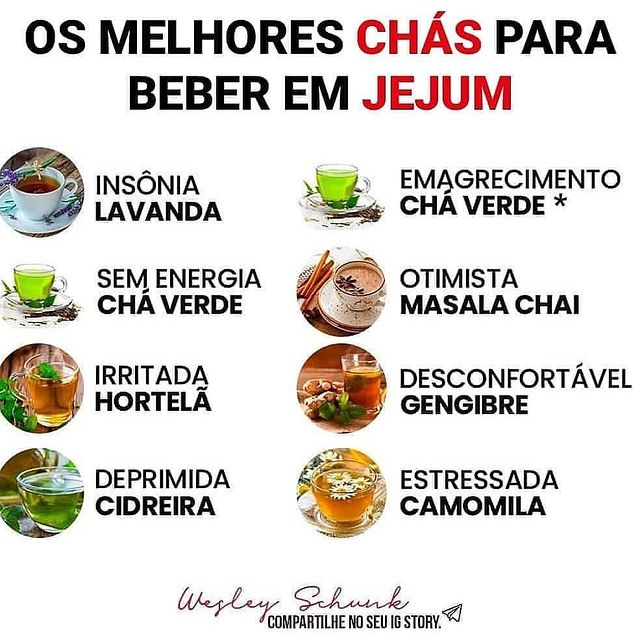 OS MELHORES CHÁS PARA
BEBER EM JEJUM
INSÔNIA
LAVANDA
EMAGRECIMENTO
CHÁ VERDE *
SEM ENERGIA
CHÁ VERDE
OTIMISTA
MASALA CHAI
IRRITADA
HORTELÃ
DESCONFORTÁVEL
GENGIBRE
DEPRIMIDA
CIDREIRA
ESTRESSADA
CAMOMILA
Wesley Schunk
COMPARTILHE NO SEU IG STORY.